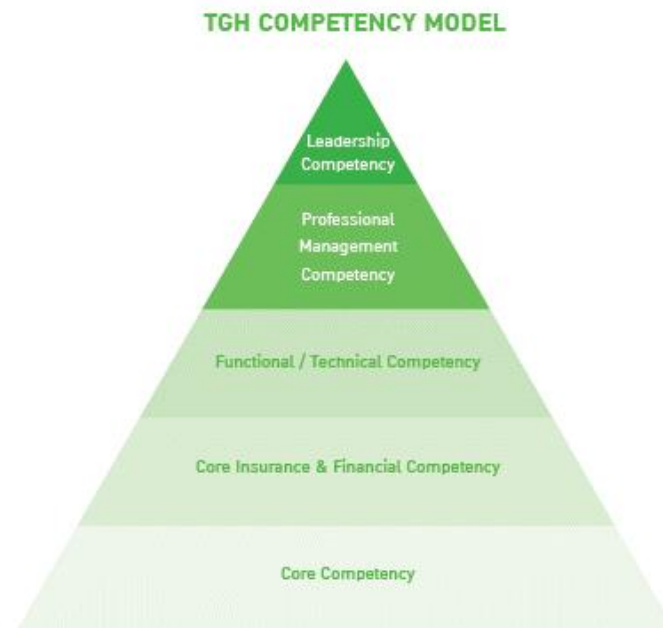 TGH COMPETENCY MODEL
Leadership
Competency
Professional
Management
Competency
Functional / Technical Competency
Core Insurance & Financial Competency
Core Competency